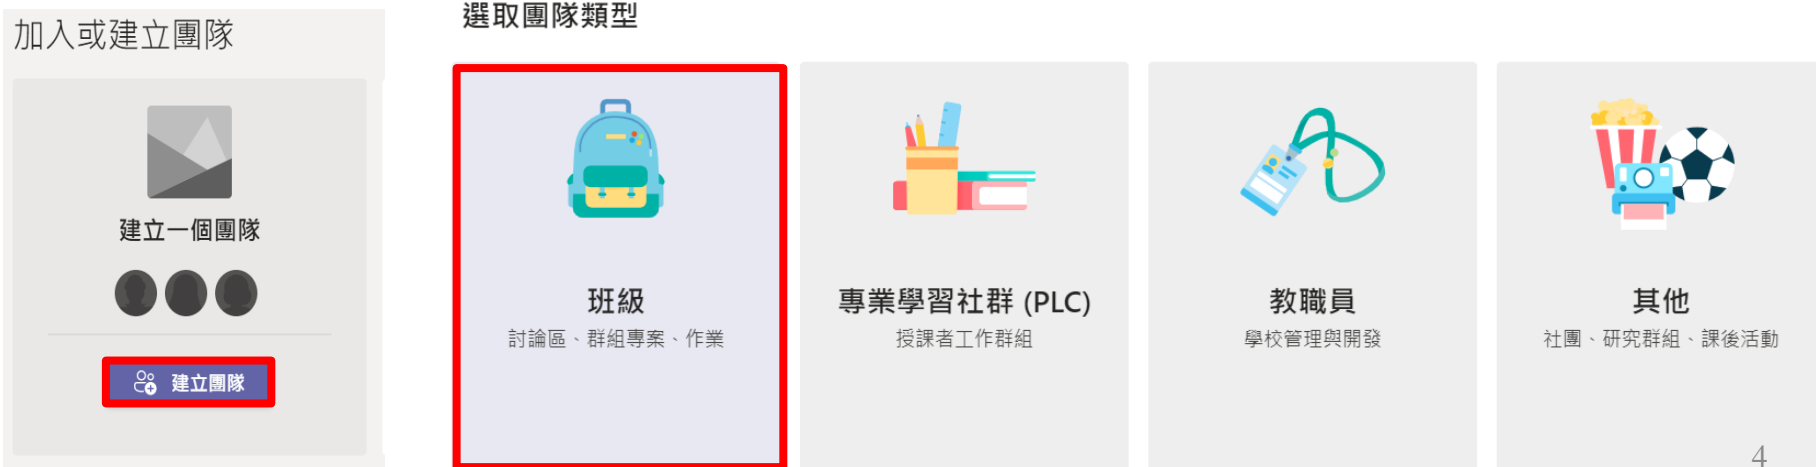 加入或建立團隊
建立一個團隊
建立團隊
選取團隊類型
班級
討論區、群組專案、作業
專業學習社群 (PLC)
授課者工作群組
教職員
學校管理與開發
其他
社團、研究群組、課後活動
4